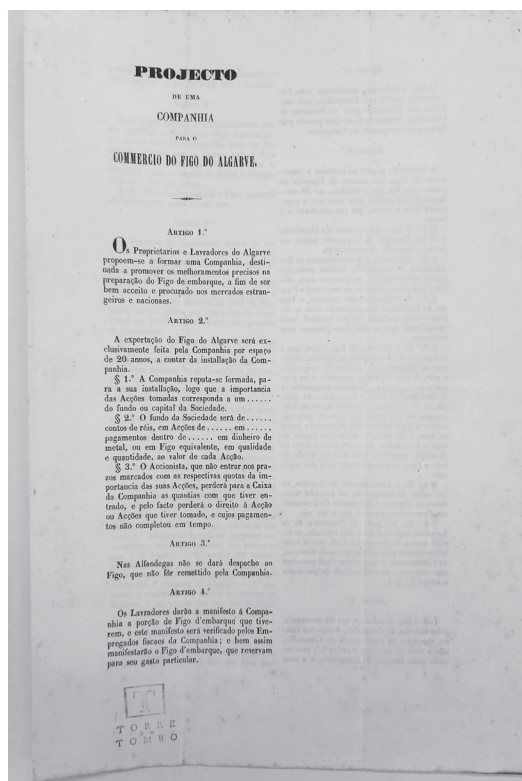 PROJECTO
DE UMA
COMPANHIA
PARA O
COMMERCIO DO FIGO DO ALGARVE.
ARTIGO 1.º
Os Proprietarios e Lavradores do Algarve
propoem-se a formar uma Companhia, desti-
nada a promover os melhoramentos precisos na
preparação do Figo de embarque, a fim de ser
bem acceito e procurado nos mercados estran-
geiros e nacionaes.
ARTIGO 2.º
A exportação do Figo do Algarve será ex-
clusivamente feita pela Companhia por espaço
de 20 annos, a contar da installação da Com-
panhia.
§ 1.º A Companhia reputa-se formada, pa-
ra a sua installação, logo que a importancia
das Acções tomadas corresponda a um......
do fundo ou capital da Sociedade.
§ 2.º O fundo da Sociedade será de......
contos de réis, em Acções de...... em......
pagamentos dentro de...... em dinheiro de
metal, ou em Figo equivalente, em qualidade
e quantidade, ao valor de cada Acção.
§ 3.º O Accionista, que não entrar nos pra-
zos marcados com as respectivas quotas da im-
portancia das suas Acções, perderá para a Caixa
da Companhia as quantias com que tiver en-
trado, e pelo facto perderá o direito á Acção
ou Acções que tiver tomado, e cujos pagamen-
tos não completou em tempo.
ARTIGO 3.º
Nas Alfandegas não se dará despacho ao
Figo, que não fôr remettido pela Companhia.
ARTIGO 4.º
Os Lavradores darão a manifesto á Compa-
nhia a porção de Figo d'embarque que tive-
rem, e este manifesto será verificado pelos Em-
pregados fiscaes da Companhia; e bem assim
manifestarão o Figo d'embarque, que reservam
para seu gasto particular.
TORRE
DO
TOMBO